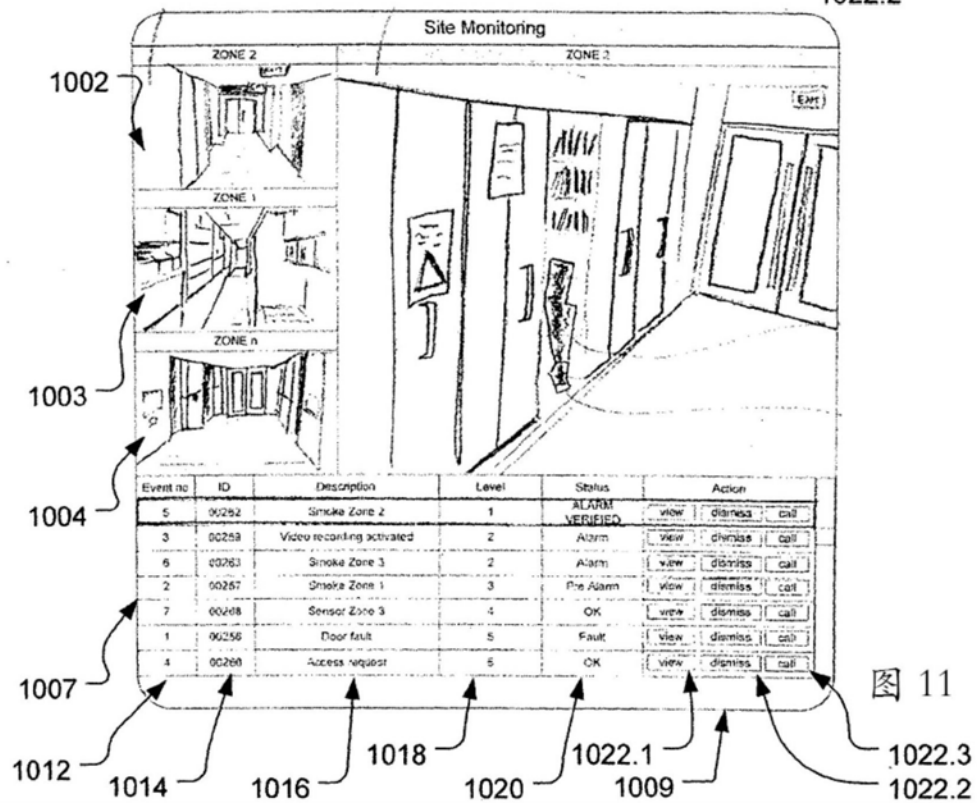 1022.2
Site Monitoring
ZONE 2
ZONE 2
1002
EXIT
ZONE 1
1003
ZONE n
1004
Event no ID Description Level Status Action
5 00262 Smoke Zone 2 1 ALARM VERIFIED view dismiss call
3 00259 Video recording activated 2 Alarm view dismiss call
6 00263 Smoke Zone 3 2 Alarm view dismiss call
2 00257 Smoke Zone 1 3 Pre Alarm view dismiss call
7 00268 Sensor Zone 3 4 OK view dismiss call
1 00256 Door fault 5 Fault view dismiss call
4 00260 Access request 6 OK view dismiss call
1007
图 11
1012 1014 1016 1018 1020 1022.1 1009 1022.3
1022.2